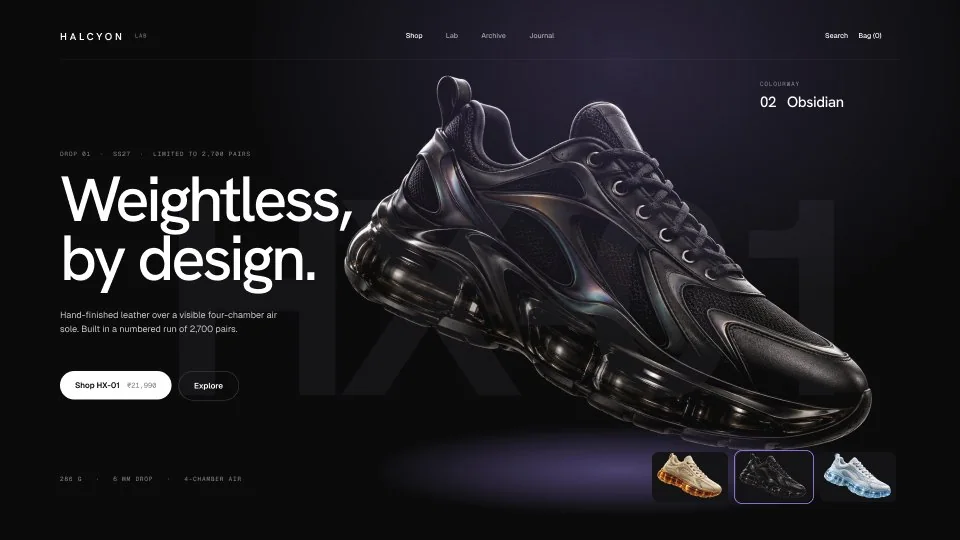 HALCYON LAB
Shop Lab Archive Journal
Search Bag (0)
COLOURWAY
02 Obsidian
DROP 01 · SS27 · LIMITED TO 2,700 PAIRS
Weightless,
by design.
Hand-finished leather over a visible four-chamber air
sole. Built in a numbered run of 2,700 pairs.
Shop HX-01 ₹21,990
Explore
HX-01
286 G · 6 MM DROP · 4-CHAMBER AIR